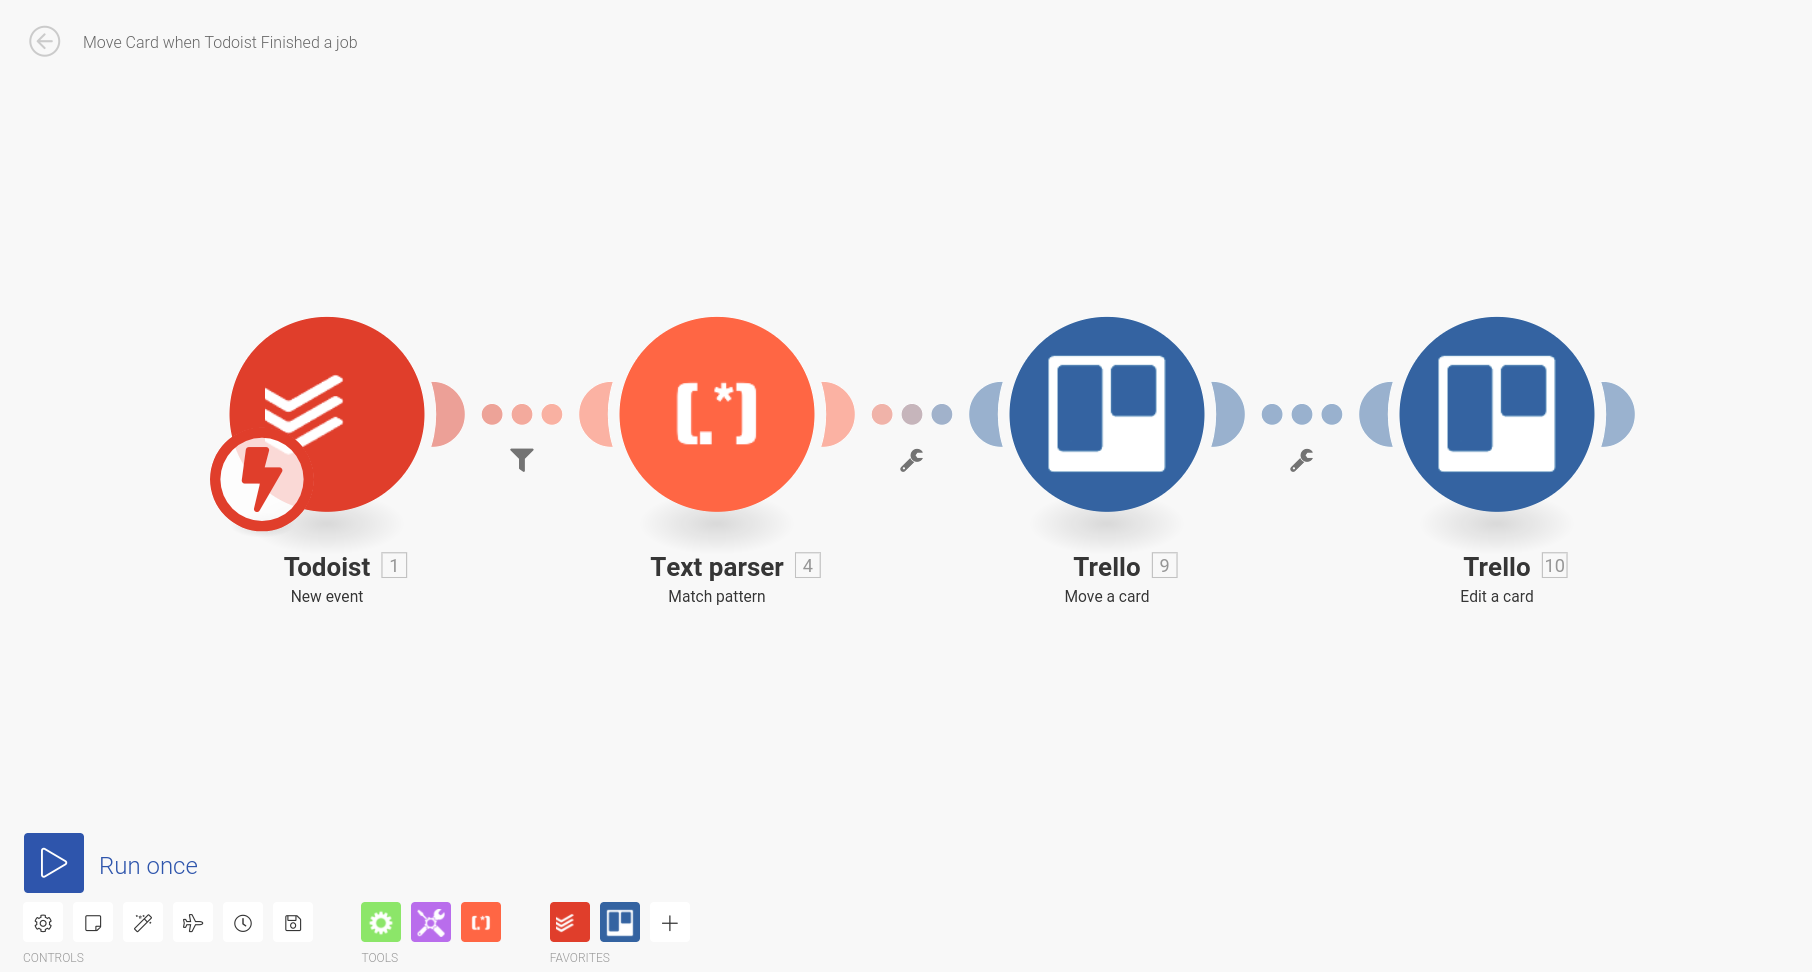 Move Card when Todoist Finished a job
Todoist 1
New event
Text parser 4
Match pattern
Trello 9
Move a card
Trello 10
Edit a card
Run once
CONTROLS
TOOLS
FAVORITES